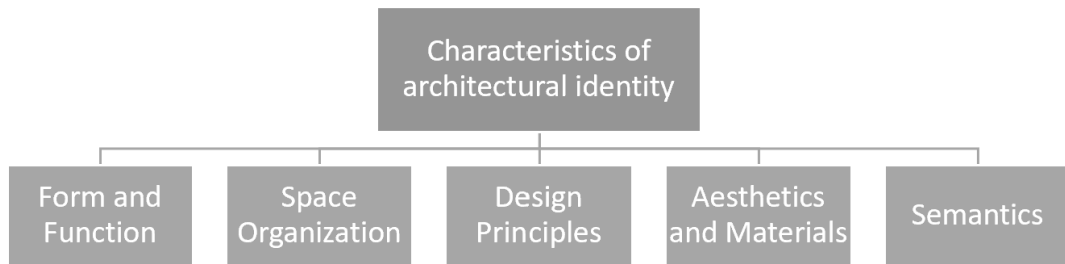 Characteristics of
architectural identity
Form and
Function
Space
Organization
Design
Principles
Aesthetics
and Materials
Semantics